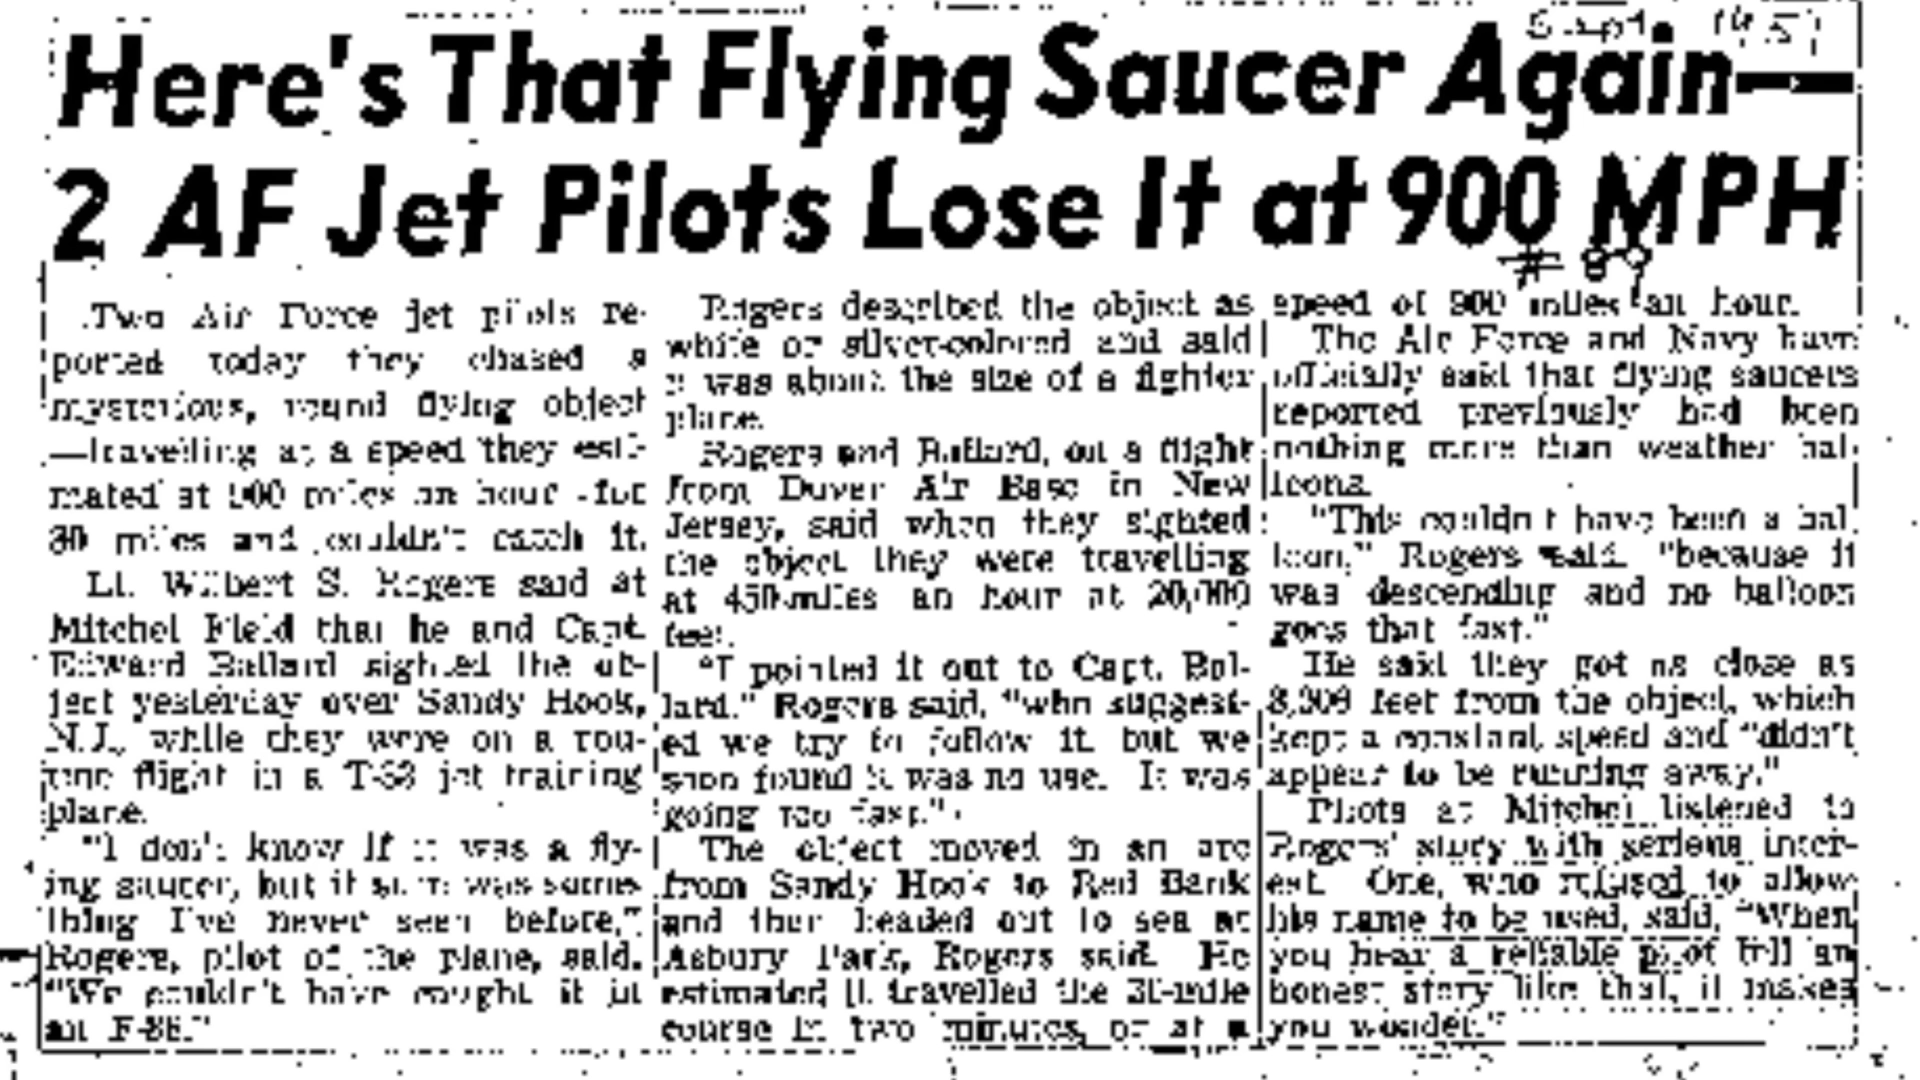 Sept. 1951
Here's That Flying Saucer Again—
2 AF Jet Pilots Lose It at 900 MPH
Two Air Force jet pilots re-
ported today they chased a
mysterious, round flying object
—travelling at a speed they esti-
mated at 900 miles an hour—for
miles and couldn't catch it.
Lt. Wilbert S. Rogers said at
Mitchel Field that he and Capt.
Edward Ballard sighted the ob-
ject yesterday over Sandy Hook,
N.J., while they were on a rou-
tine flight in a T-33 jet training
plane.
"I don't know if it was a fly-
ing saucer, but it sure was some-
thing I've never seen before,"
Rogers, pilot of the plane, said.
"We couldn't have caught it in
an F-86."
Rogers described the object as
white or silver-colored and said
it was about the size of a fighter
plane.
Rogers and Ballard, on a flight
from Dover Air Base in New
Jersey, said when they sighted
the object they were travelling
at 450-miles an hour at 20,000
feet.
"I pointed it out to Capt. Bal-
lard," Rogers said, "who suggest-
ed we try to follow it but we
soon found it was no use. It was
going too fast."
The object moved in an arc
from Sandy Hook to Red Bank
and then headed out to sea at
Asbury Park, Rogers said. He
estimated it travelled the 30-mile
course in two minutes, or at a
speed of 900 miles an hour.
The Air Force and Navy have
officially said that flying saucers
reported previously had been
nothing more than weather bal-
loons.
"This couldn't have been a bal-
loon," Rogers said, "because it
was descending and no balloon
goes that fast."
He said they got as close as
feet from the object, which
kept a constant speed and "didn't
appear to be running away."
Pilots at Mitchel listened to
Rogers' story with serious inter-
est. One, who refused to allow
his name to be used, said, "When
you hear a reliable pilot tell an
honest story like that, it makes
you wonder."